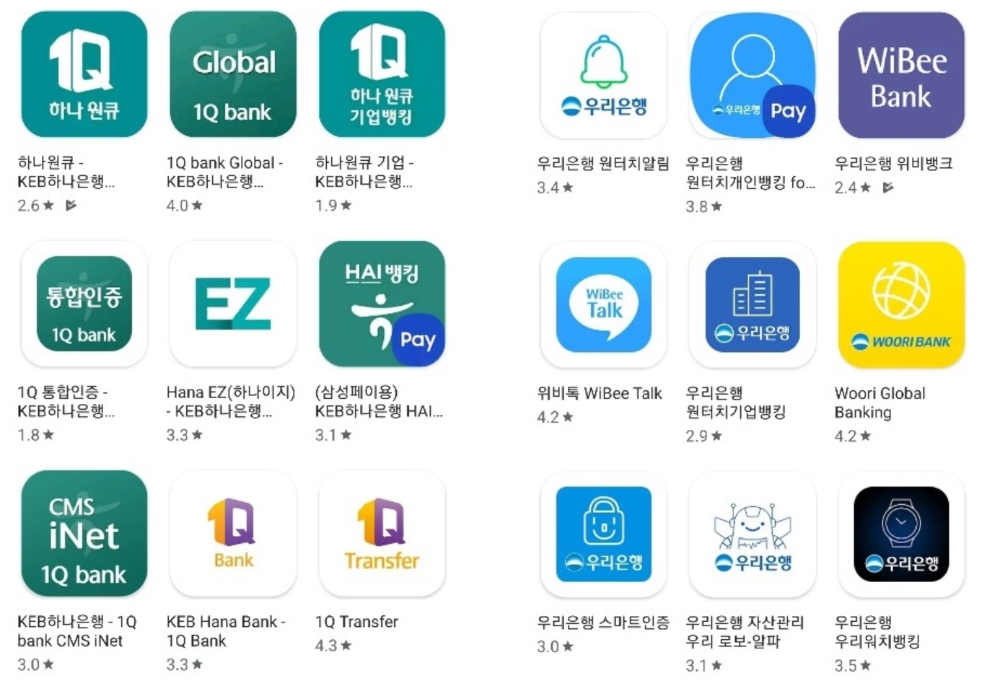 1Q
하나 원큐
하나원큐 -
KEB하나은행...
2.6★
Global
1Q bank
1Q bank Global -
KEB하나은행...
4.0★
1Q
하나 원큐
기업뱅킹
하나원큐 기업 -
KEB하나은행...
1.9★
우리은행
우리은행 원터치알림
3.4★
우리은행
Pay
우리은행
원터치개인뱅킹 fo...
3.8★
WiBee
Bank
우리은행 위비뱅크
2.4★
통합인증
1Q bank
1Q 통합인증 -
KEB하나은행...
1.8★
EZ
Hana EZ(하나이지)
- KEB하나은행...
3.3★
HAI뱅킹
Pay
(삼성페이용)
KEB하나은행 HAI...
3.1★
WiBee
Talk
위비톡 WiBee Talk
4.2★
우리은행
우리은행
원터치기업뱅킹
2.9★
WOORI BANK
Woori Global
Banking
4.2★
CMS
iNet
1Q bank
KEB하나은행 - 1Q
bank CMS iNet
3.0★
1Q
Bank
KEB Hana Bank -
1Q Bank
3.3★
1Q
Transfer
1Q Transfer
4.3★
우리은행
우리은행 스마트인증
3.0★
우리은행
우리은행 자산관리
우리 로보-알파
3.1★
우리은행
우리은행
우리워치뱅킹
3.5★